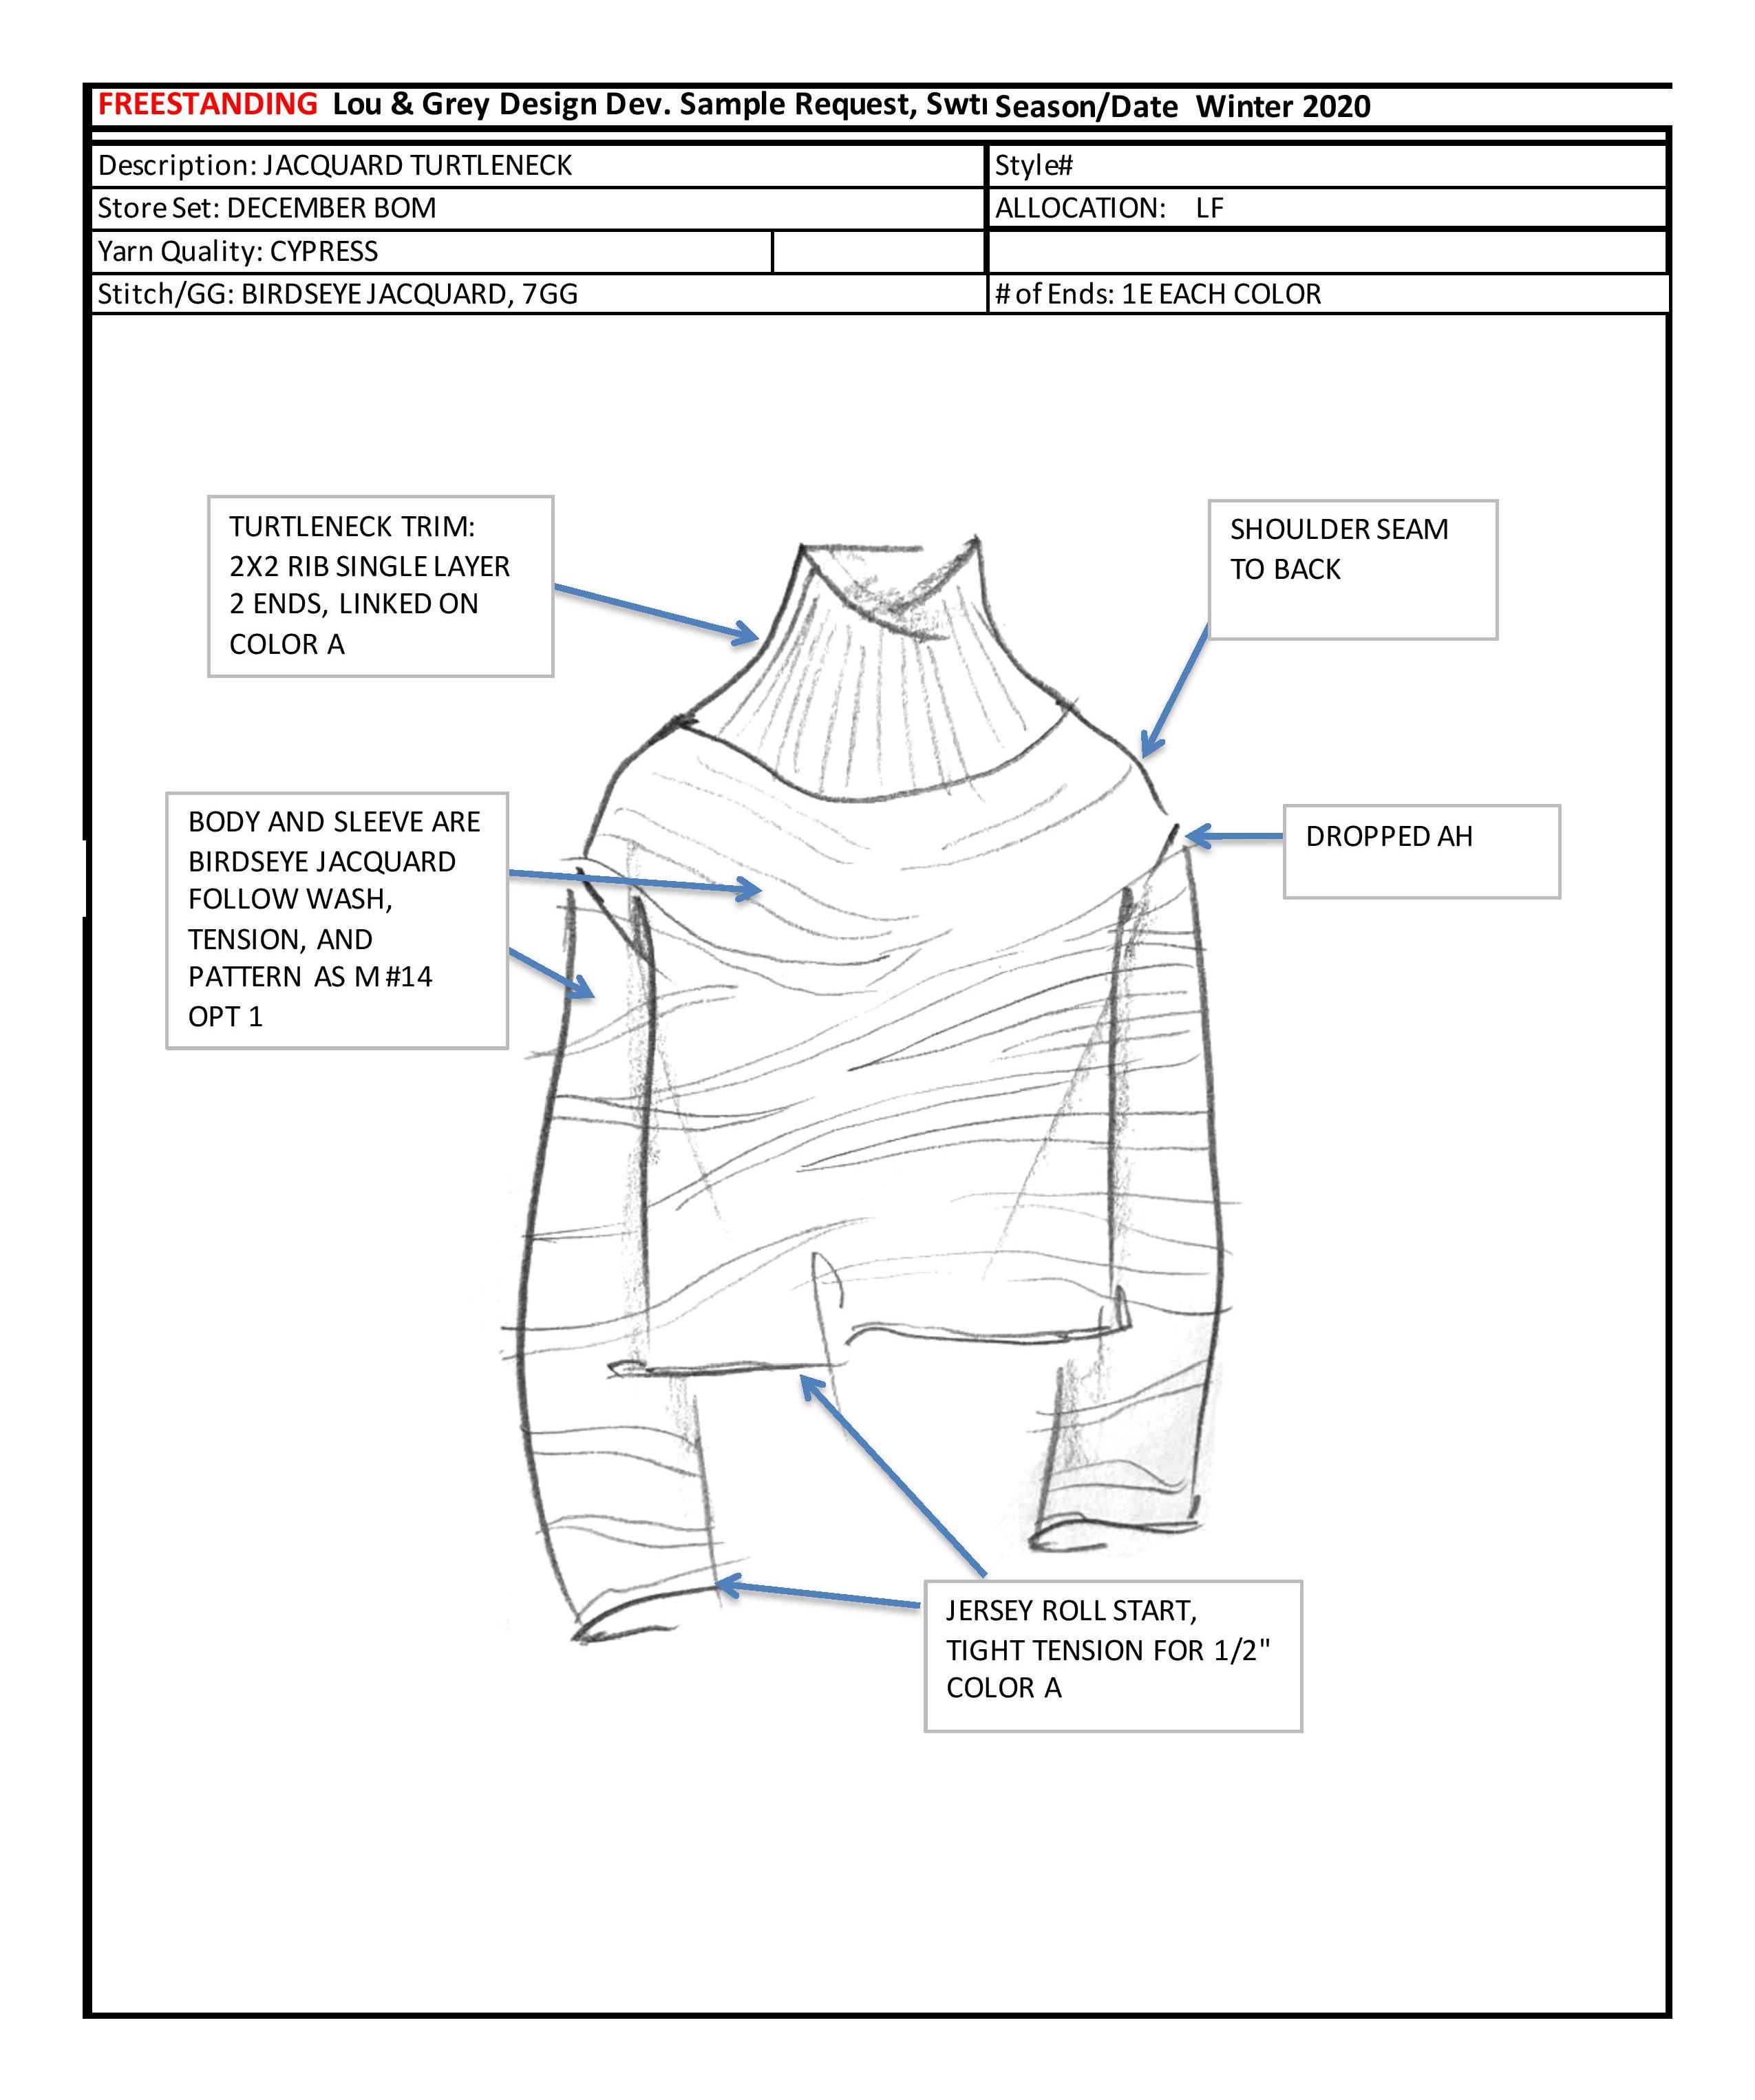 FREESTANDING Lou & Grey Design Dev. Sample Request, Swtr Season/Date Winter 2020
Description: JACQUARD TURTLENECK Style#
Store Set: DECEMBER BOM ALLOCATION: LF
Yarn Quality: CYPRESS
Stitch/GG: BIRDSEYE JACQUARD, 7GG # of Ends: 1E EACH COLOR
TURTLENECK TRIM:
2X2 RIB SINGLE LAYER
2 ENDS, LINKED ON
COLOR A
SHOULDER SEAM
TO BACK
BODY AND SLEEVE ARE
BIRDSEYE JACQUARD
FOLLOW WASH,
TENSION, AND
PATTERN AS M #14
OPT 1
DROPPED AH
JERSEY ROLL START,
TIGHT TENSION FOR 1/2"
COLOR A